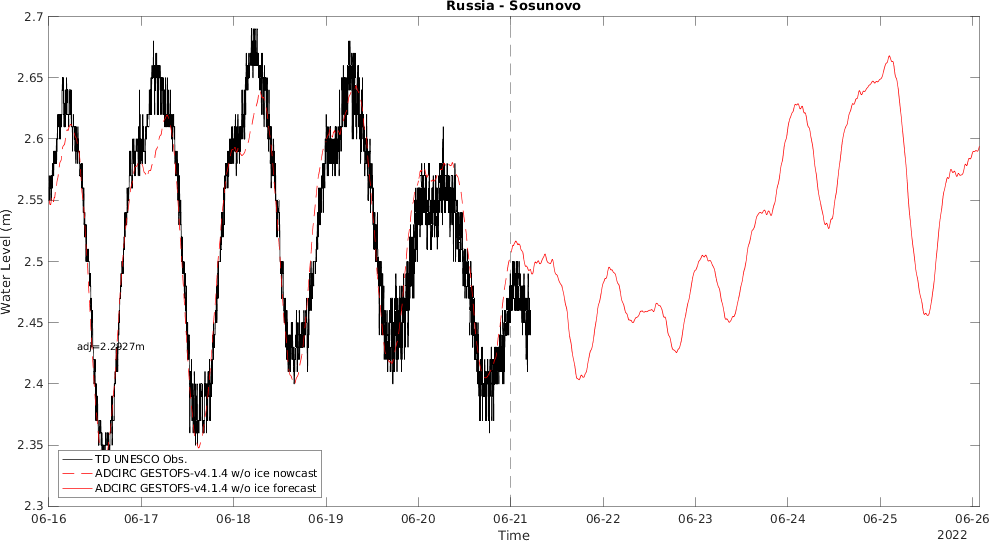 Russia - Sosunovo
2.7
2.65
2.6
2.55
2.5
2.45
2.4
2.35
2.3
Water Level (m)
adj=2.2927m
TD UNESCO Obs.
ADCIRC GESTOFS-v4.1.4 w/o ice nowcast
ADCIRC GESTOFS-v4.1.4 w/o ice forecast
06-16 06-17 06-18 06-19 06-20 06-21 06-22 06-23 06-24 06-25 06-26
Time
2022